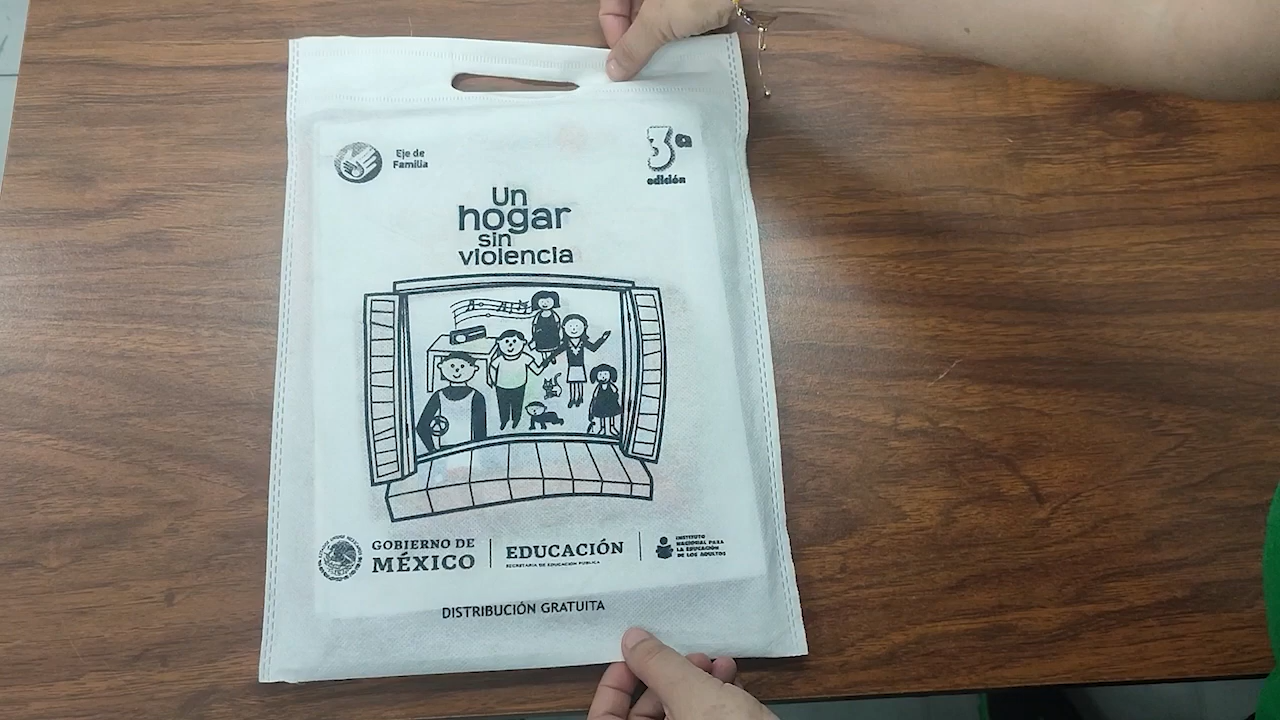 Eje de
Familia
3a
edición
Un
hogar
sin
violencia
GOBIERNO DE
MÉXICO
EDUCACIÓN
SECRETARÍA DE EDUCACIÓN PÚBLICA
INSTITUTO
NACIONAL PARA
LA EDUCACIÓN
DE LOS ADULTOS
DISTRIBUCIÓN GRATUITA